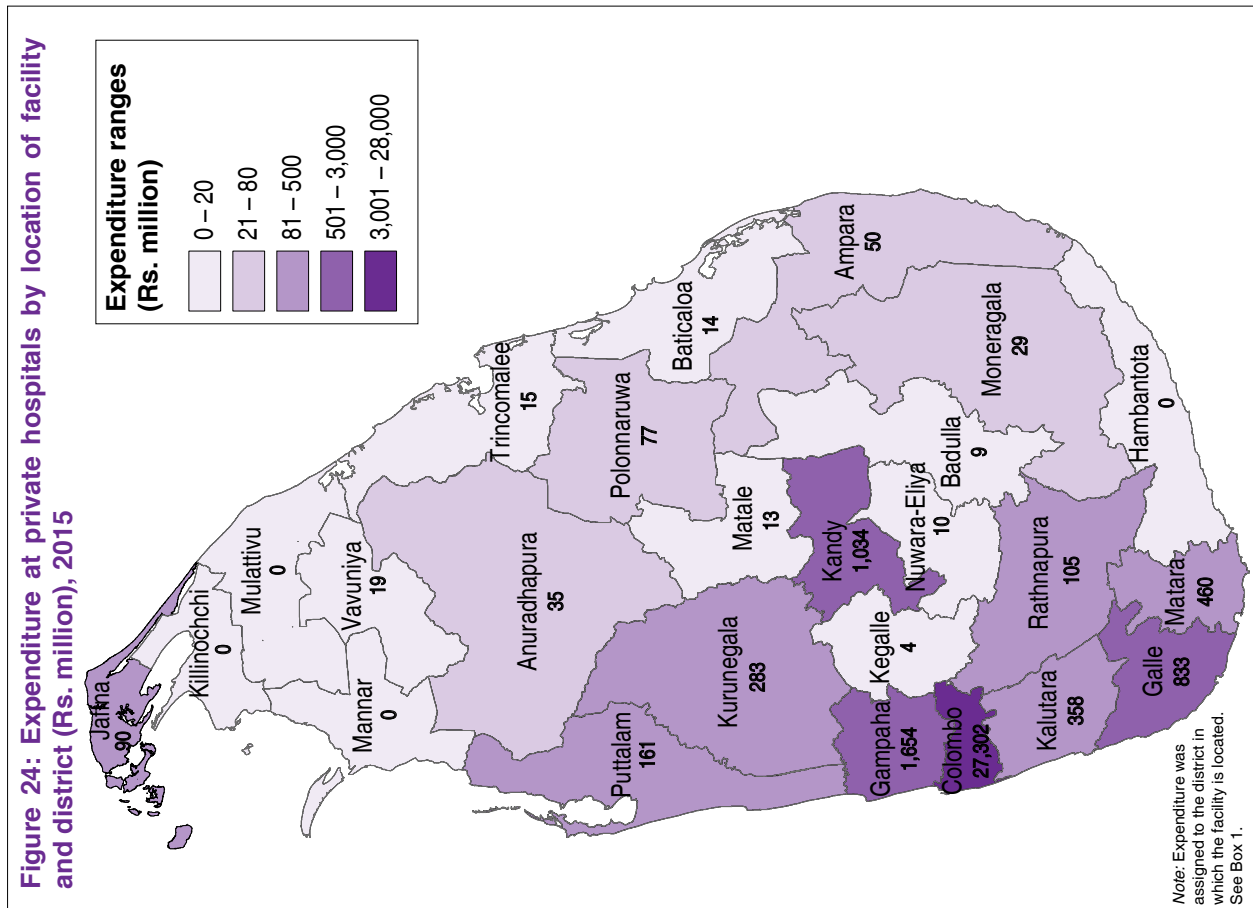 Figure 24: Expenditure at private hospitals by location of facility
and district (Rs. million), 2015
Expenditure ranges
(Rs. million)
0 – 20
21 – 80
81 – 500
501 – 3,000
3,001 – 28,000
Jaffna
90
Killinochchi
0
Mulattivu
0
Mannar
0
Vavuniya
19
Trincomalee
15
Anuradhapura
35
Polonnaruwa
77
Baticaloa
14
Puttalam
161
Kurunegala
283
Matale
13
Ampara
50
Kandy
1,034
Kegalle
4
Nuwara-Eliya
10
Badulla
9
Moneragala
29
Gampaha
1,654
Colombo
27,302
Kalutara
358
Rathnapura
105
Galle
833
Matara
460
Hambantota
0
Note: Expenditure was
assigned to the district in
which the facility is located.
See Box 1.